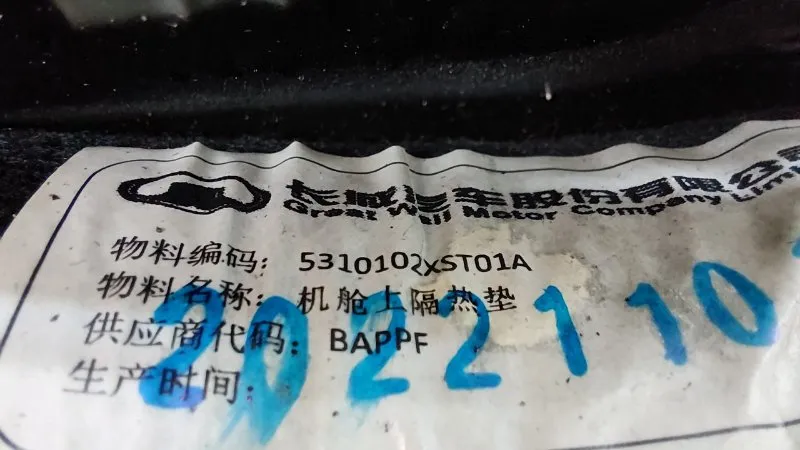 长城汽车股份有限公司
Great Wall Motor Company Limi
物料编码： 5310102XST01A
物料名称： 机舱上隔热垫
供应商代码： BAPPF
生产时间：
2022110